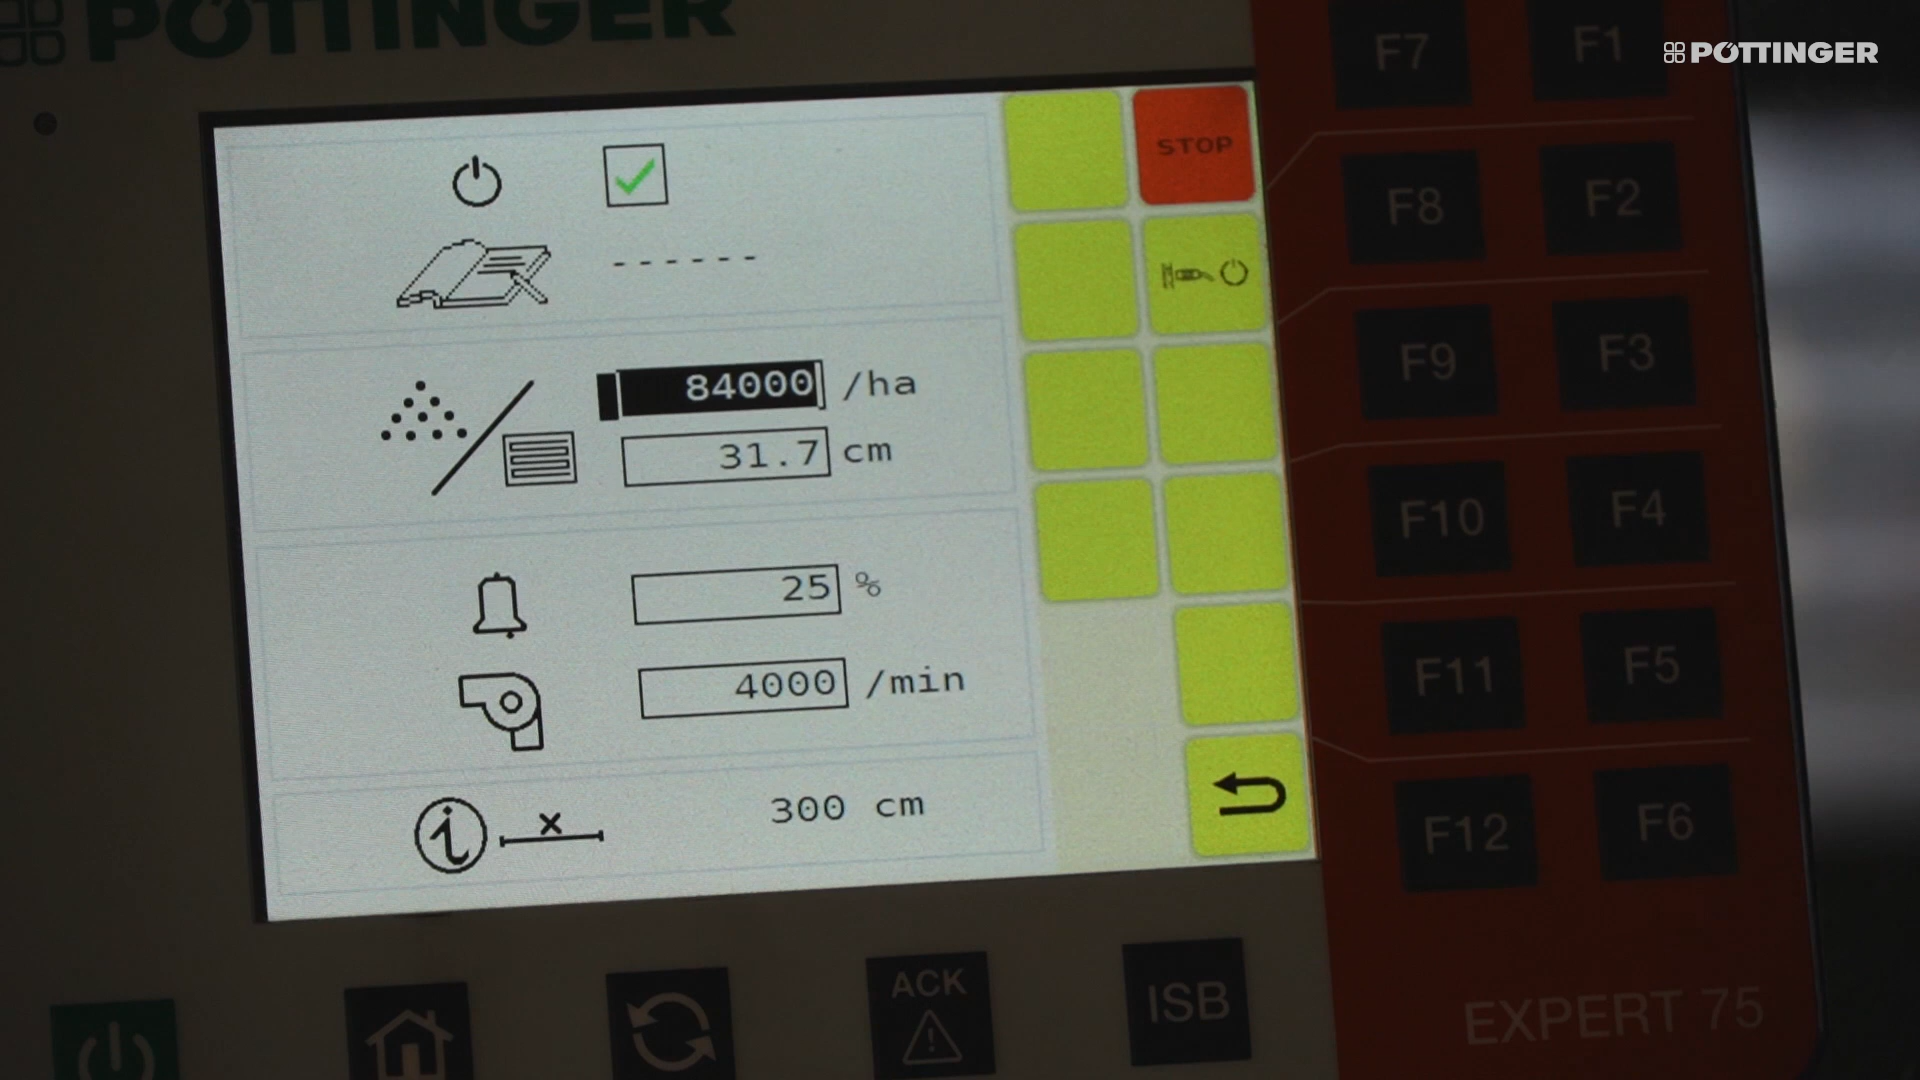 PÖTTINGER
PÖTTINGER
STOP
------
84000 /ha
31.7 cm
25 %
4000 /min
i x 300 cm
F7 F1
F8 F2
F9 F3
F10 F4
F11 F5
F12 F6
ACK
!
ISB
EXPERT 75